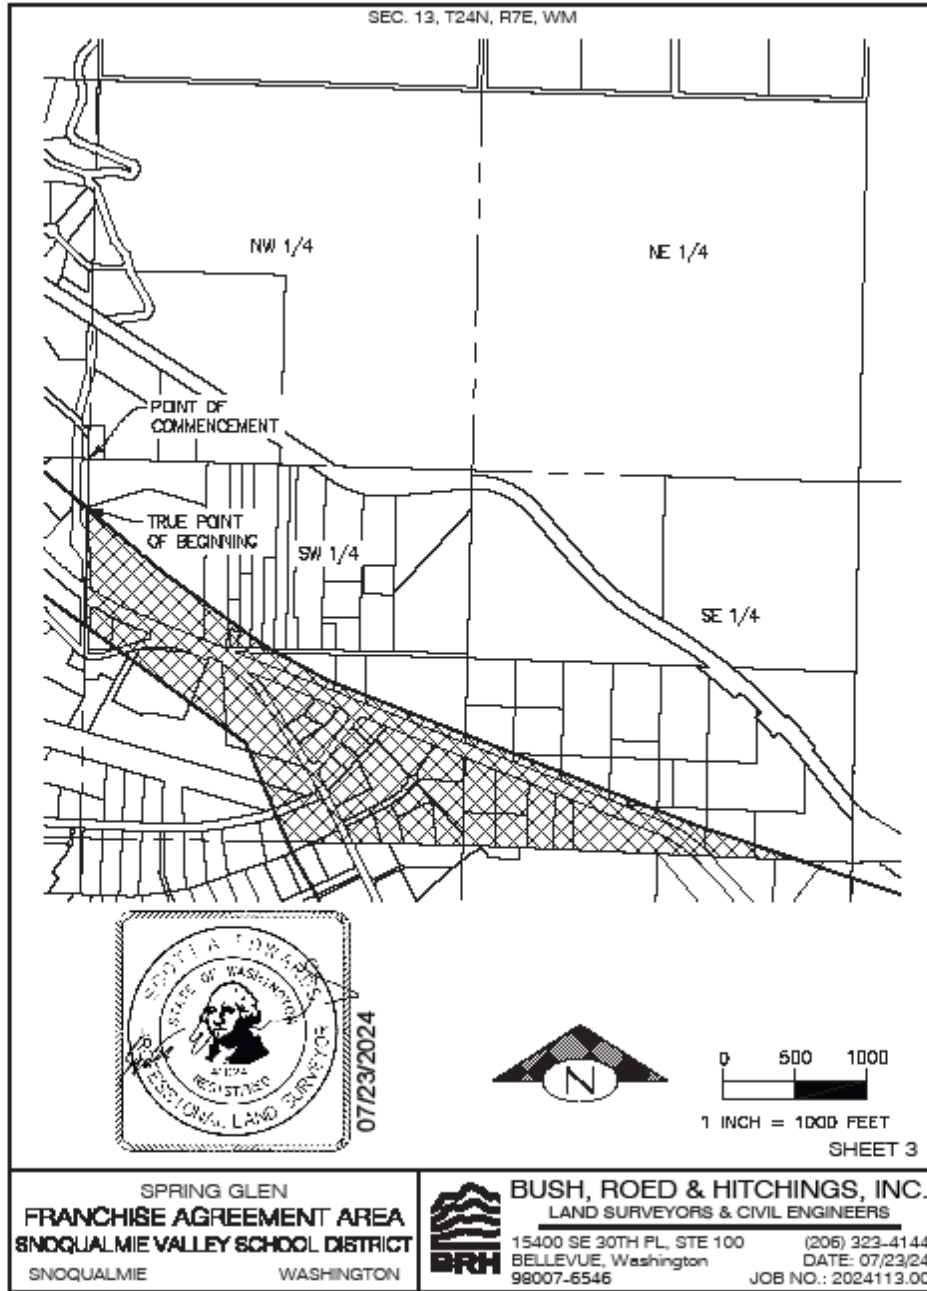 SEC. 13, T24N, R7E, WM
NW 1/4
NE 1/4
POINT OF
COMMENCEMENT
TRUE POINT
OF BEGINNING
SW 1/4
SE 1/4
STATE OF WASHINGTON
REGISTERED
PROFESSIONAL LAND SURVEYOR
07/23/2024
N
0 500 1000
1 INCH = 1000 FEET
SHEET 3
SPRING GLEN
FRANCHISE AGREEMENT AREA
SNOQUALMIE VALLEY SCHOOL DISTRICT
SNOQUALMIE WASHINGTON
BRH
BUSH, ROED & HITCHINGS, INC.
LAND SURVEYORS & CIVIL ENGINEERS
15400 SE 30TH PL, STE 100 (206) 323-4144
BELLEVUE, Washington DATE: 07/23/24
98007-6546 JOB NO.: 2024113.00